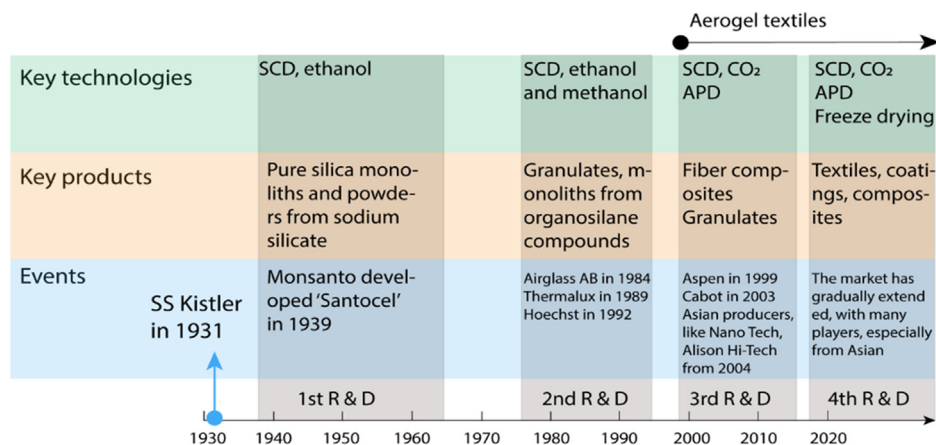 Aerogel textiles
Key technologies
SCD, ethanol
SCD, ethanol
and methanol
SCD, CO₂
APD
SCD, CO₂
APD
Freeze drying
Key products
Pure silica mono-
liths and powde-
rs from sodium
silicate
Granulates, m-
onoliths from
organosilane
compounds
Fiber comp-
osites
Granulates
Textiles, coati-
ngs, compos-
ites
Events
SS Kistler
in 1931
Monsanto devel-
oped ‘Santocel’
in 1939
Airglass AB in 1984
Thermalux in 1989
Hoechst in 1992
Aspen in 1999
Cabot in 2003
Asian producers,
like Nano Tech,
Alison Hi-Tech
from 2004
The market has
gradually extend
ed, with many
players, especially
from Asian
1st R & D
2nd R & D
3rd R & D
4th R & D
1930
1940
1950
1960
1970
1980
1990
2000
2010
2020